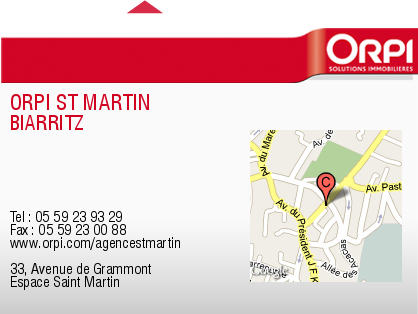 ORPI
SOLUTIONS IMMOBILIÈRES
ORPI ST MARTIN
BIARRITZ
Tel : 05 59 23 93 29
Fax : 05 59 23 00 88
www.orpi.com/agencestmartin
33, Avenue de Grammont
Espace Saint Martin
Av. du Mare
C
Av. Past
Av. du Président J F K
Allée de
s Acacias
Google